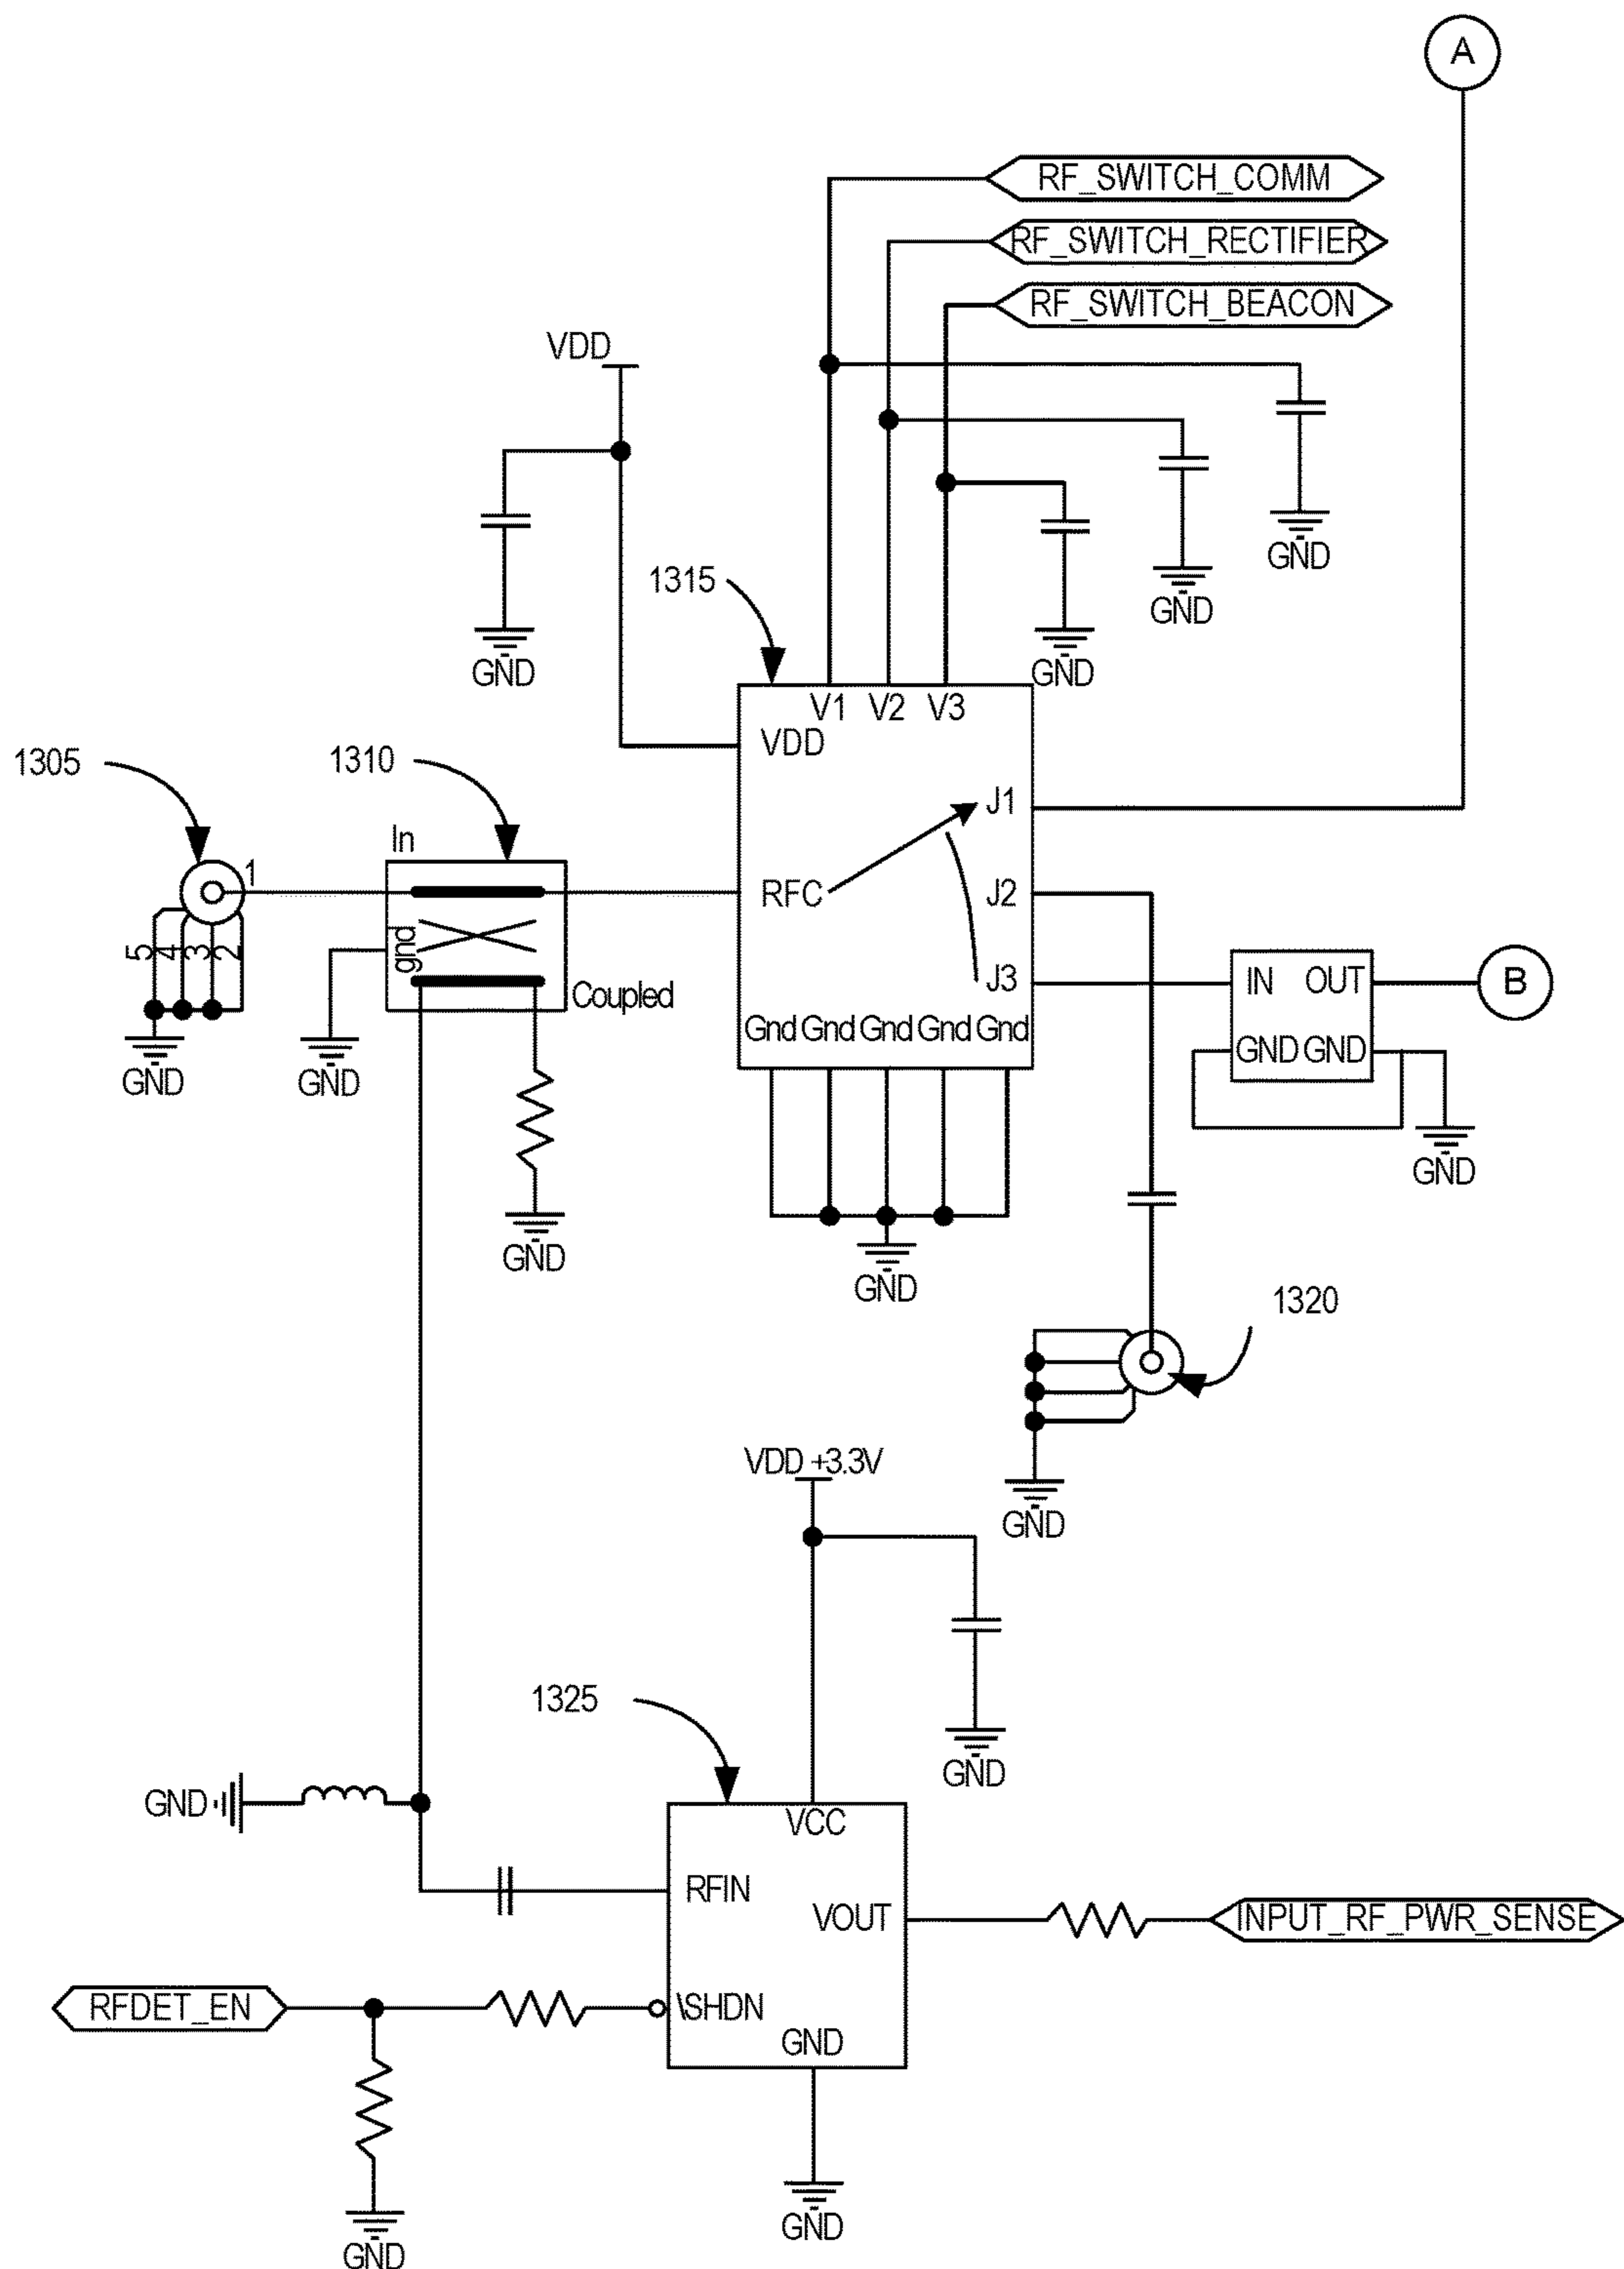 A
RF_SWITCH_COMM
RF_SWITCH_RECTIFIER
RF_SWITCH_BEACON
VDD
GND
GND
GND
GND
1315
V1 V2 V3
VDD
1305
1310
J1
In
1
RFC
J2
gnd
5
4
3
2
Coupled
J3
IN OUT
B
Gnd Gnd Gnd Gnd Gnd
GND GND
GND
GND
GND
GND
GND
1320
VDD +3.3V
GND
1325
GND
GND
VCC
RFIN
VOUT
INPUT_RF_PWR_SENSE
RFDET_EN
\SHDN
GND
GND
GND